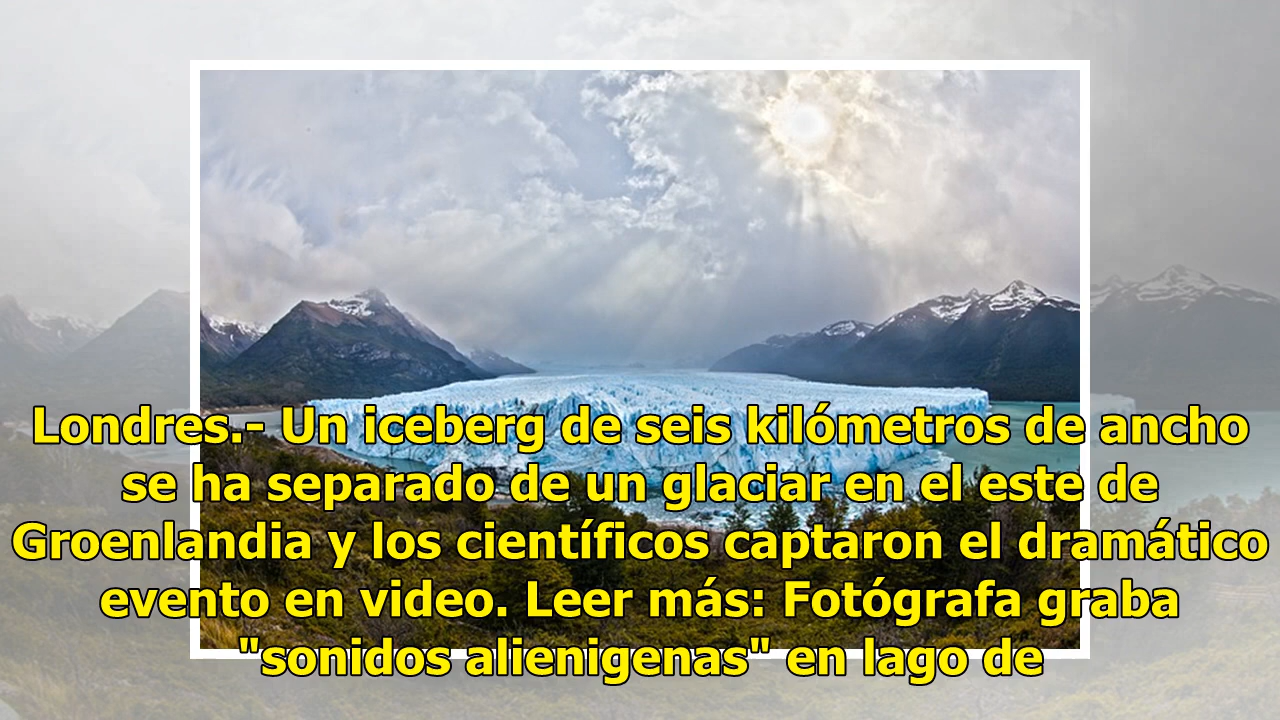 Londres.- Un iceberg de seis kilómetros de ancho
se ha separado de un glaciar en el este de
Groenlandia y los científicos captaron el dramático
evento en video. Leer más: Fotógrafa graba
"sonidos alienigenas" en lago de